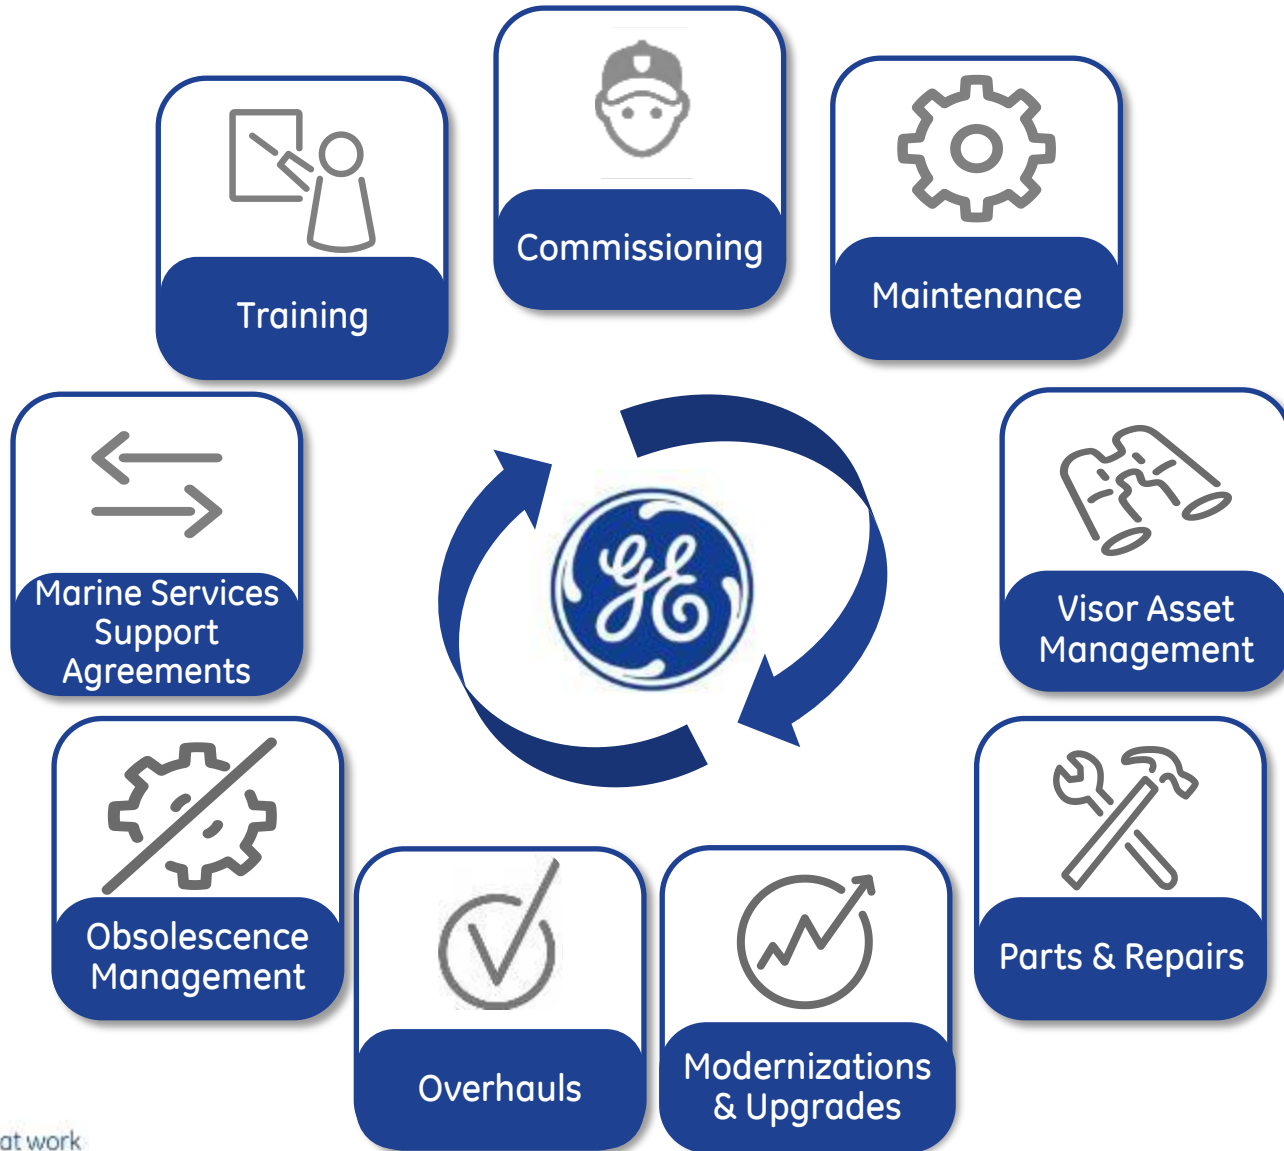 Commissioning
Training
Maintenance
Marine Services
Support
Agreements
GE
Visor Asset
Management
Obsolescence
Management
Parts & Repairs
Overhauls
Modernizations
& Upgrades
at work